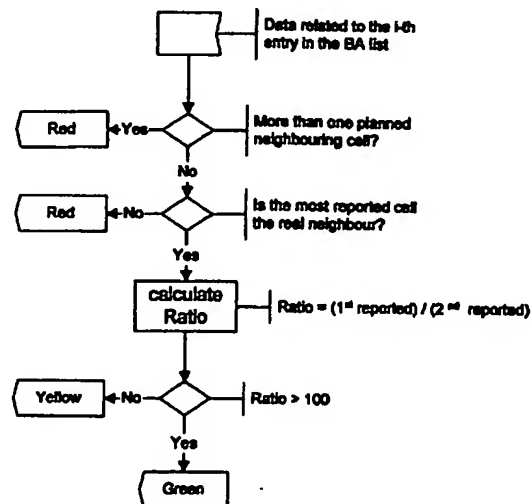 Data related to the i-th
entry in the BA list
Red
Yes
More than one planned
neighbouring cell?
No
Red
No
Is the most reported cell
the real neighbour?
Yes
calculate
Ratio
Ratio = (1st reported) / (2nd reported)
Yellow
No
Ratio > 100
Yes
Green